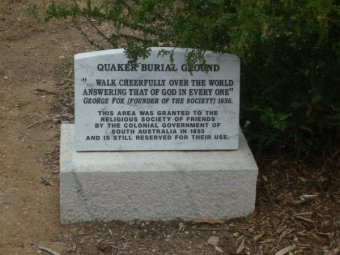 QUAKER BURIAL GROUND
"... WALK CHEERFULLY OVER THE WORLD
ANSWERING THAT OF GOD IN EVERY ONE"
GEORGE FOX (FOUNDER OF THE SOCIETY) 1656.
THIS AREA WAS GRANTED TO THE
RELIGIOUS SOCIETY OF FRIENDS
BY THE COLONIAL GOVERNMENT OF
SOUTH AUSTRALIA IN 1855
AND IS STILL RESERVED FOR THEIR USE.